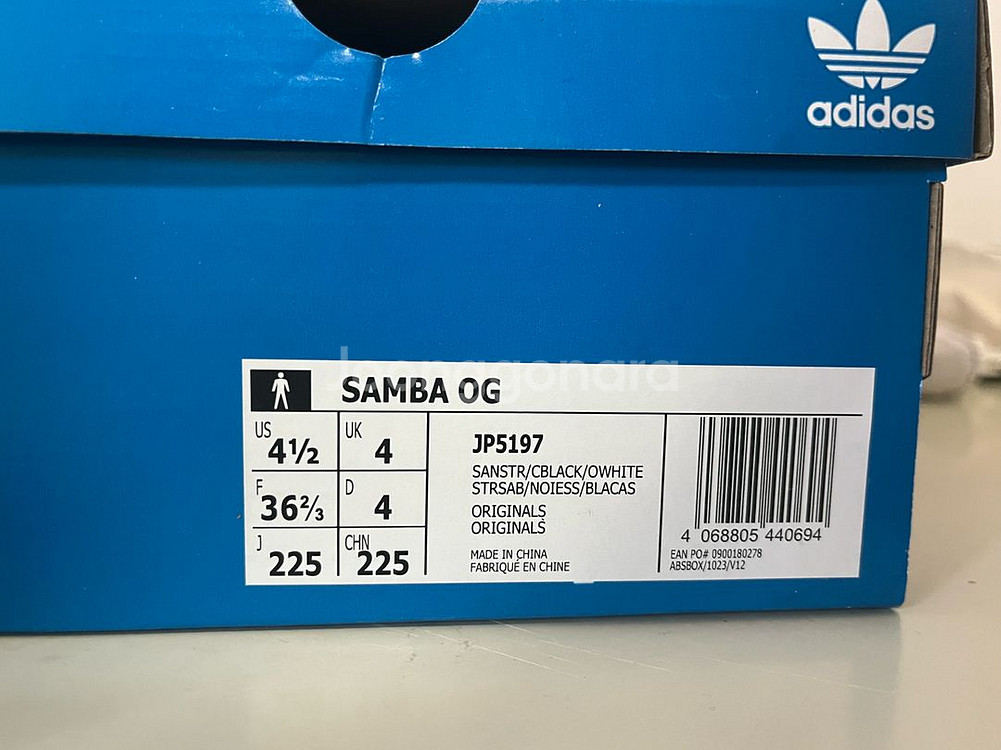 adidas
Joonggonara
SAMBA OG
US 4½ UK 4
F 36⅔ D 4
J 225 CHN 225
JP5197
SANSTR/CBLACK/OWHITE
STRSAB/NOIESS/BLACAS
ORIGINALS
ORIGINALS
MADE IN CHINA
FABRIQUÉ EN CHINE
4 068805 440694
EAN PO# 0900180278
ABSBOX/1023/V12